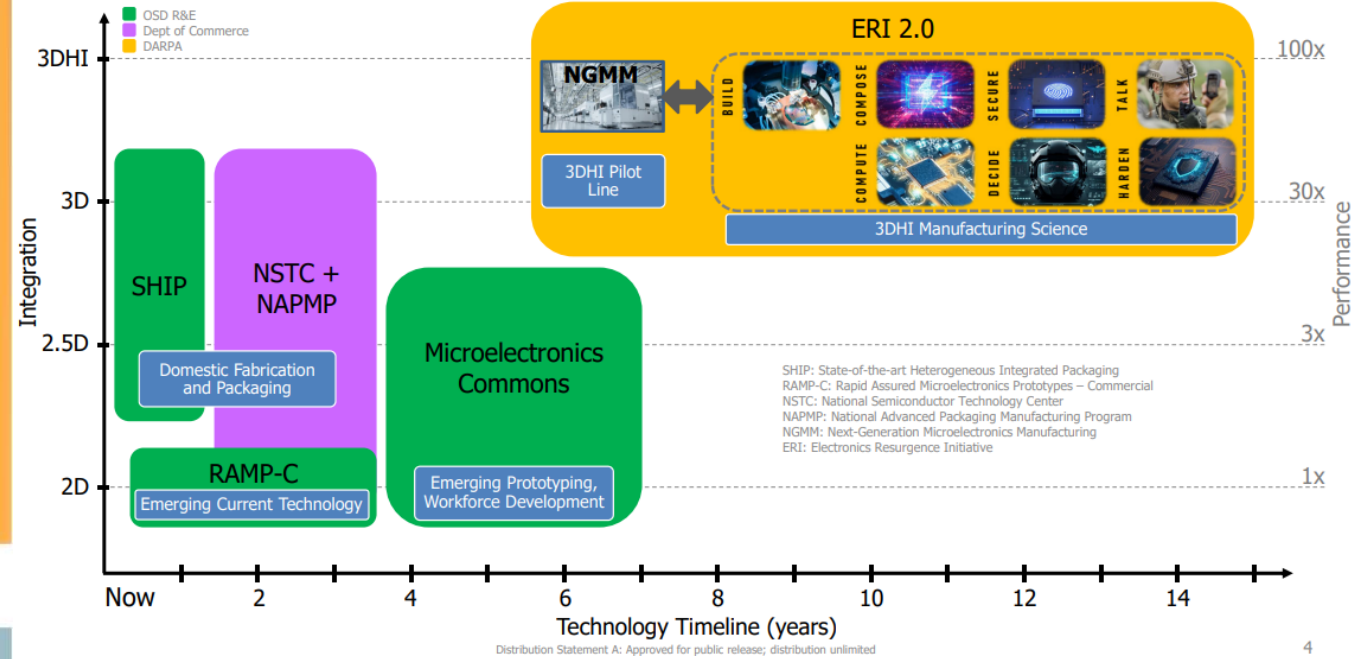 OSD R&E
Dept of Commerce
DARPA
ERI 2.0
3DHI
100x
NGMM
BUILD
COMPOSE
SECURE
TALK
3DHI Pilot
Line
COMPUTE
DECIDE
HARDEN
3D
30x
3DHI Manufacturing Science
Integration
Performance
SHIP
NSTC +
NAPMP
2.5D
3x
Microelectronics
Commons
Domestic Fabrication
and Packaging
SHIP: State-of-the-art Heterogeneous Integrated Packaging
RAMP-C: Rapid Assured Microelectronics Prototypes – Commercial
NSTC: National Semiconductor Technology Center
NAPMP: National Advanced Packaging Manufacturing Program
NGMM: Next-Generation Microelectronics Manufacturing
ERI: Electronics Resurgence Initiative
RAMP-C
2D
1x
Emerging Current Technology
Emerging Prototyping,
Workforce Development
Now 2 4 6 8 10 12 14
Technology Timeline (years)
Distribution Statement A: Approved for public release; distribution unlimited
4